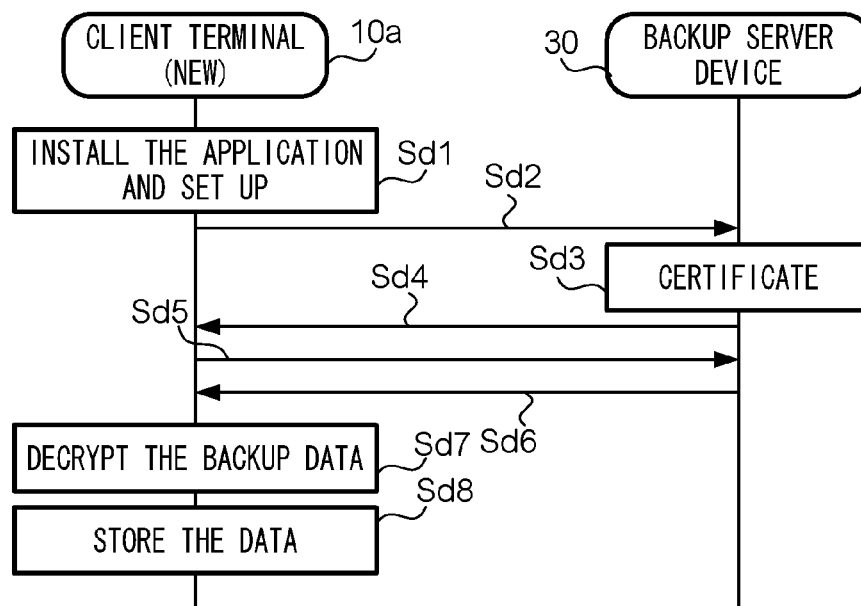 CLIENT TERMINAL
(NEW)
10a
30
BACKUP SERVER
DEVICE
INSTALL THE APPLICATION
AND SET UP
Sd1
Sd2
Sd3
CERTIFICATE
Sd4
Sd5
Sd6
DECRYPT THE BACKUP DATA
Sd7
Sd8
STORE THE DATA